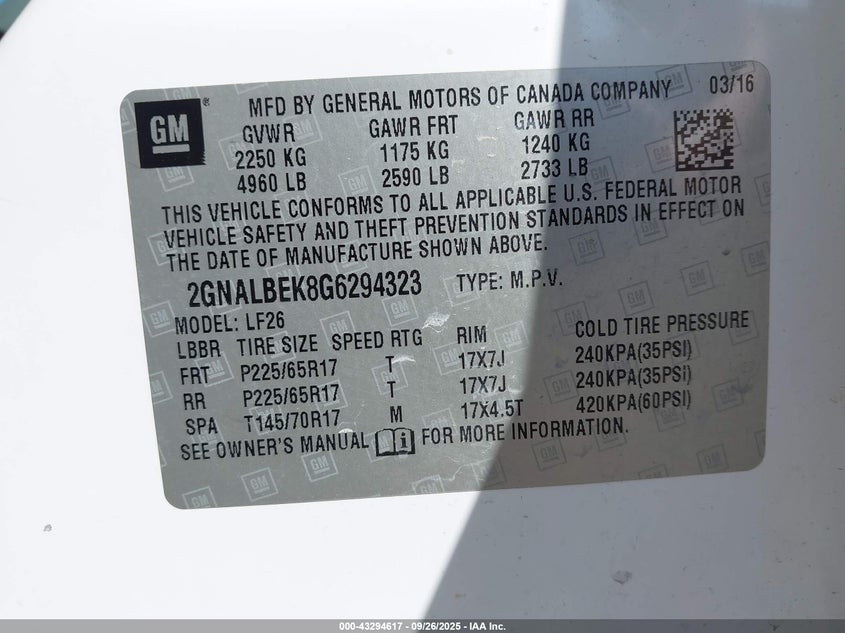 GM ® MFD BY GENERAL MOTORS OF CANADA COMPANY 03/16
GVWR GAWR FRT GAWR RR
2250 KG 1175 KG 1240 KG
4960 LB 2590 LB 2733 LB
THIS VEHICLE CONFORMS TO ALL APPLICABLE U.S. FEDERAL MOTOR
VEHICLE SAFETY AND THEFT PREVENTION STANDARDS IN EFFECT ON
THE DATE OF MANUFACTURE SHOWN ABOVE.
2GNALBEK8G6294323 TYPE: M.P.V.
MODEL: LF26
LBBR TIRE SIZE SPEED RTG RIM COLD TIRE PRESSURE
FRT P225/65R17 T 17X7J 240KPA(35PSI)
RR P225/65R17 T 17X7J 240KPA(35PSI)
SPA T145/70R17 M 17X4.5T 420KPA(60PSI)
SEE OWNER'S MANUAL FOR MORE INFORMATION.
000-43294617 - 09/26/2025 - IAA Inc.